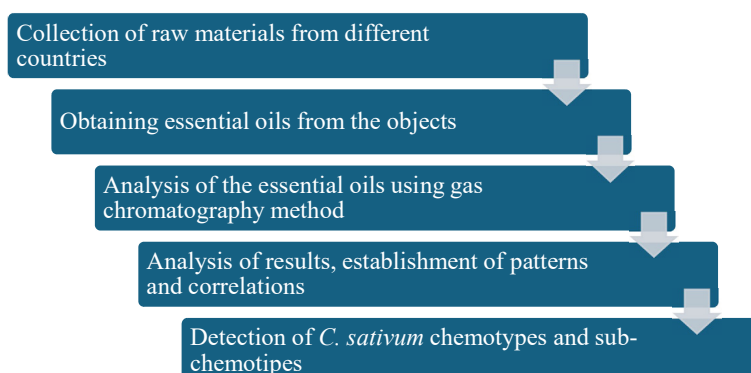 Collection of raw materials from different
countries
Obtaining essential oils from the objects
Analysis of the essential oils using gas
chromatography method
Analysis of results, establishment of patterns
and correlations
Detection of C. sativum chemotypes and sub-
chemotipes